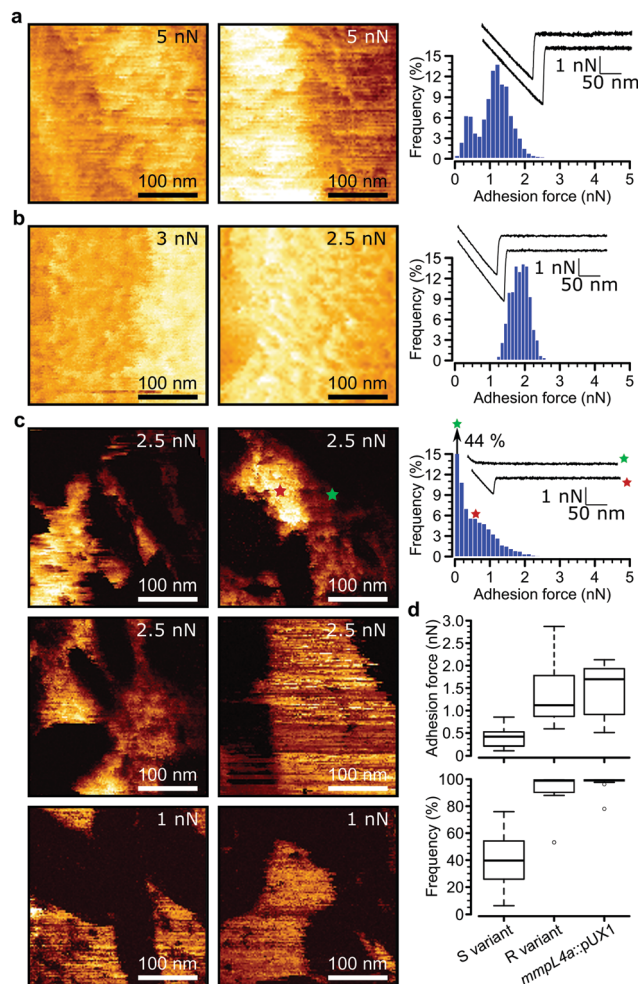 a
5 nN
100 nm
5 nN
100 nm
Frequency (%)
15
12
9
6
3
0
1 nN
50 nm
0 1 2 3 4 5
Adhesion force (nN)
b
3 nN
100 nm
2.5 nN
100 nm
Frequency (%)
15
12
9
6
3
0
1 nN
50 nm
0 1 2 3 4 5
Adhesion force (nN)
c
2.5 nN
100 nm
2.5 nN
100 nm
Frequency (%)
15
12
9
6
3
0
44 %
1 nN
50 nm
0 1 2 3 4 5
Adhesion force (nN)
2.5 nN
100 nm
2.5 nN
100 nm
1 nN
100 nm
1 nN
100 nm
d
Adhesion force (nN)
3.0
2.5
2.0
1.5
1.0
0.5
0
Frequency (%)
100
80
60
40
20
0
S variant
R variant
mmpL4a::pUX1